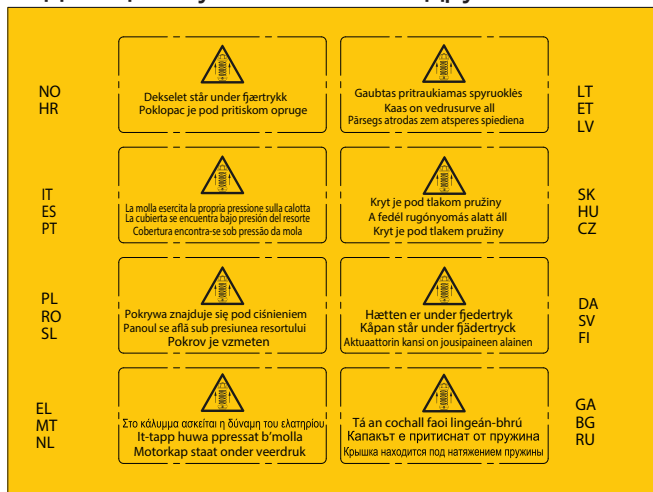 NO
HR
Dekselet står under fjærtrykk
Poklopac je pod pritiskom opruge
Gaubtas pritraukiamas spyruoklės
Kaas on vedrusurve all
Pārsegs atrodas zem atsperes spiediena
LT
ET
LV
IT
ES
PT
La molla esercita la propria pressione sulla calotta
La cubierta se encuentra bajo presión del resorte
Cobertura encontra-se sob pressão da mola
Kryt je pod tlakom pružiny
A fedél rugónyomás alatt áll
Kryt je pod tlakem pružiny
SK
HU
CZ
PL
RO
SL
Pokrywa znajduje się pod ciśnieniem
Panoul se află sub presiunea resortului
Pokrov je vzmeten
Hætten er under fjedertryk
Kåpan står under fjädertryck
Aktuaattorin kansi on jousipaineen alainen
DA
SV
FI
EL
MT
NL
Στο κάλυμμα ασκείται η δύναμη του ελατηρίου
It-tapp huwa ppressat b'molla
Motorkap staat onder veerdruk
Tá an cochall faoi lingeán-bhrú
Капакът е притиснат от пружина
Крышка находится под натяжением пружины
GA
BG
RU